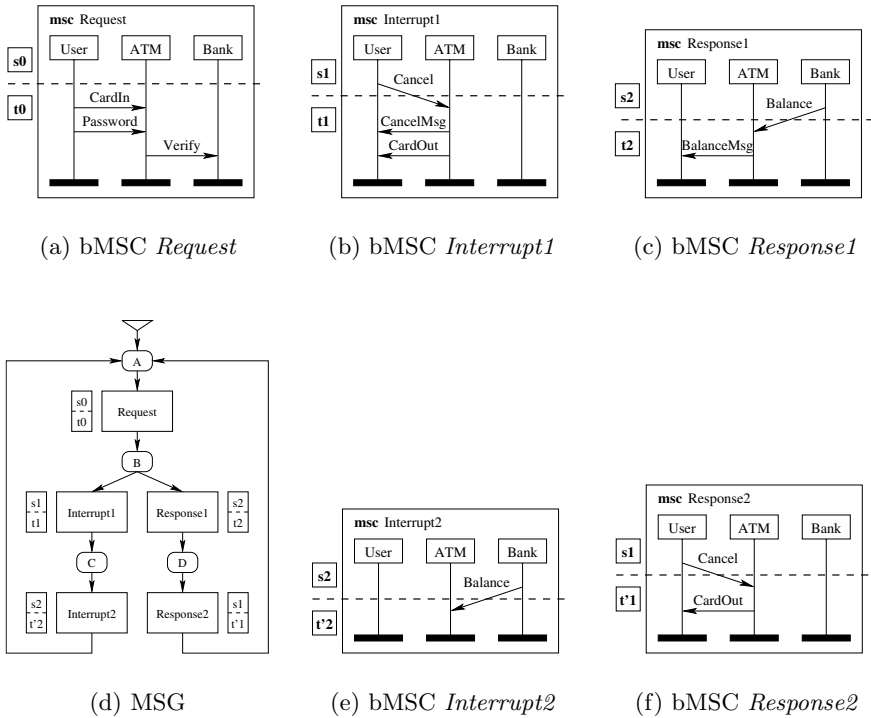 msc Request
User ATM Bank
s0
t0
CardIn
Password
Verify
(a) bMSC Request
msc Interrupt1
User ATM Bank
s1
t1
Cancel
CancelMsg
CardOut
(b) bMSC Interrupt1
msc Response1
User ATM Bank
s2
t2
Balance
BalanceMsg
(c) bMSC Response1
A
s0
t0
Request
B
s1
t1
Interrupt1
Response1
s2
t2
C
D
s2
t'2
Interrupt2
Response2
s1
t'1
(d) MSG
msc Interrupt2
User ATM Bank
s2
t'2
Balance
(e) bMSC Interrupt2
msc Response2
User ATM Bank
s1
t'1
Cancel
CardOut
(f) bMSC Response2